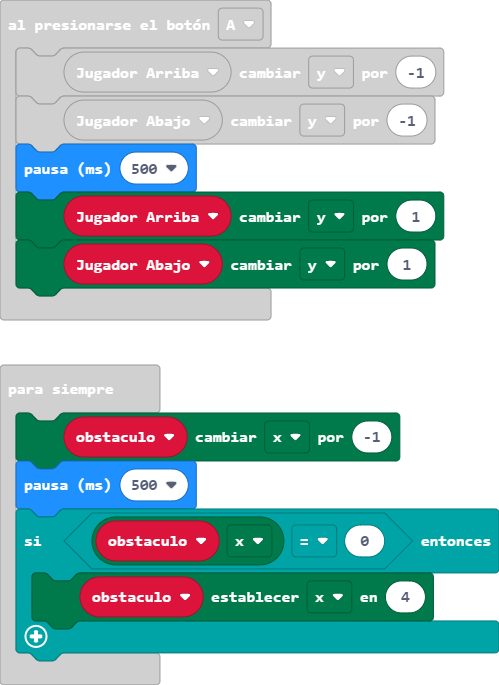 al presionarse el botón A
Jugador Arriba cambiar y por -1
Jugador Abajo cambiar y por -1
pausa (ms) 500
Jugador Arriba cambiar y por 1
Jugador Abajo cambiar y por 1
para siempre
obstaculo cambiar x por -1
pausa (ms) 500
si obstaculo x = 0 entonces
obstaculo establecer x en 4